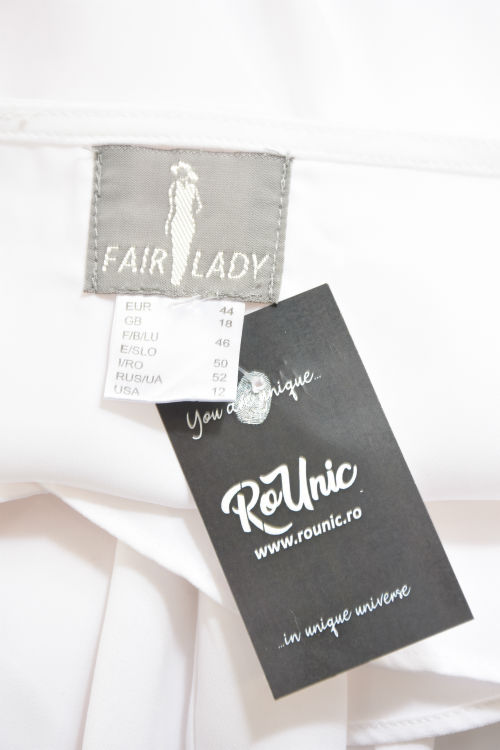 FAIR LADY
EUR 44
GB 18
F/B/LU
E/SLO 46
I/RO 50
RUS/UA 52
USA 12
You unique...
RoUnic
www.rounic.ro
...in unique universe